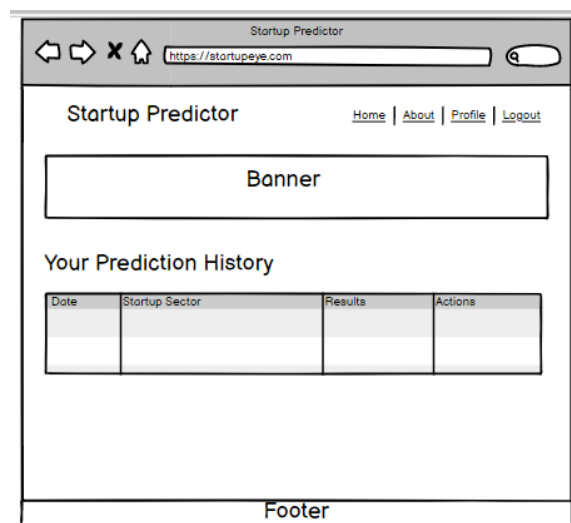 Startup Predictor
https://startupeye.com
Startup Predictor
Home About Profile Logout
Banner
Your Prediction History
Date Startup Sector Results Actions
Footer